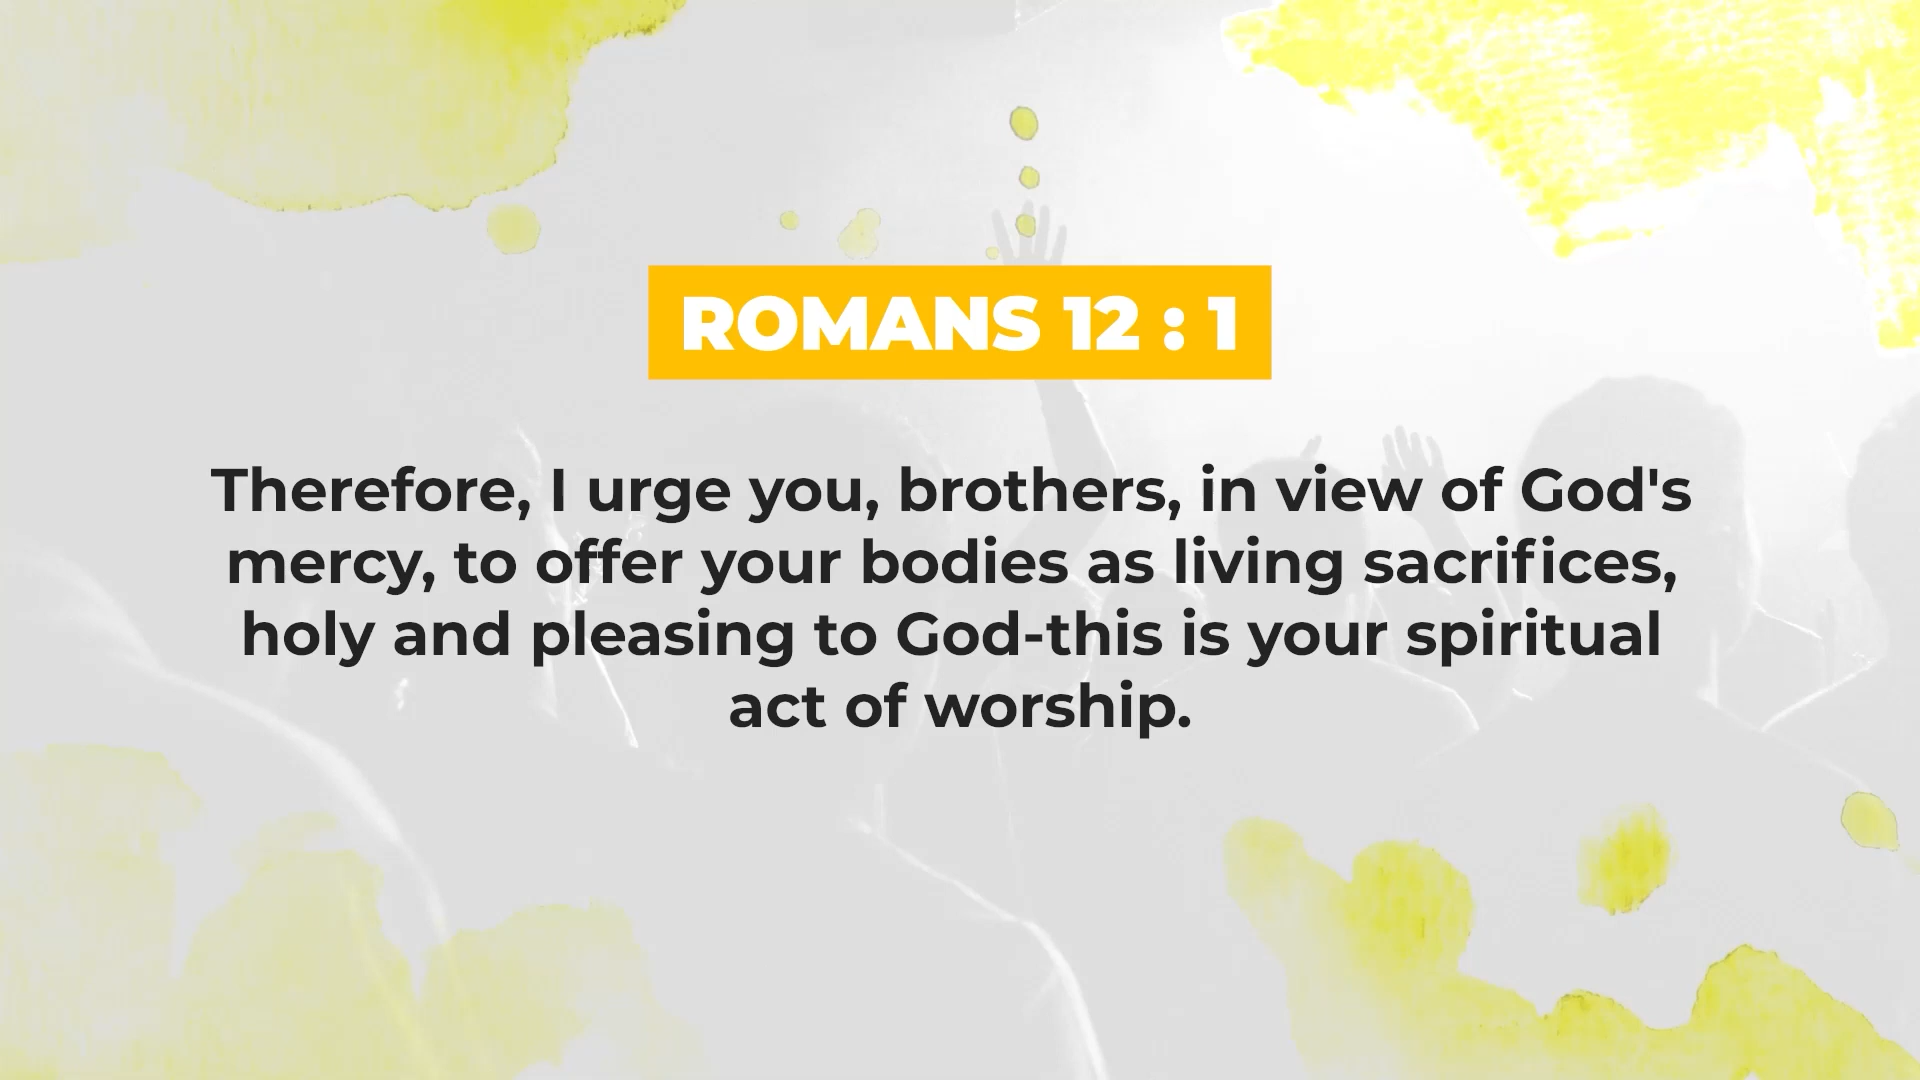 ROMANS 12 : 1
Therefore, I urge you, brothers, in view of God's
mercy, to offer your bodies as living sacrifices,
holy and pleasing to God-this is your spiritual
act of worship.